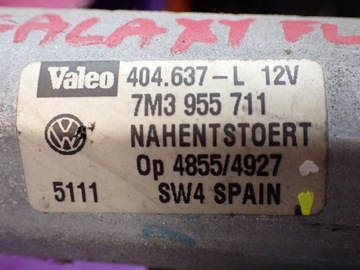 GALAXY
Valeo 404.637-L 12V
7M3 955 711
NAHENTSTOERT
Op 4855/4927
5111 SW4 SPAIN